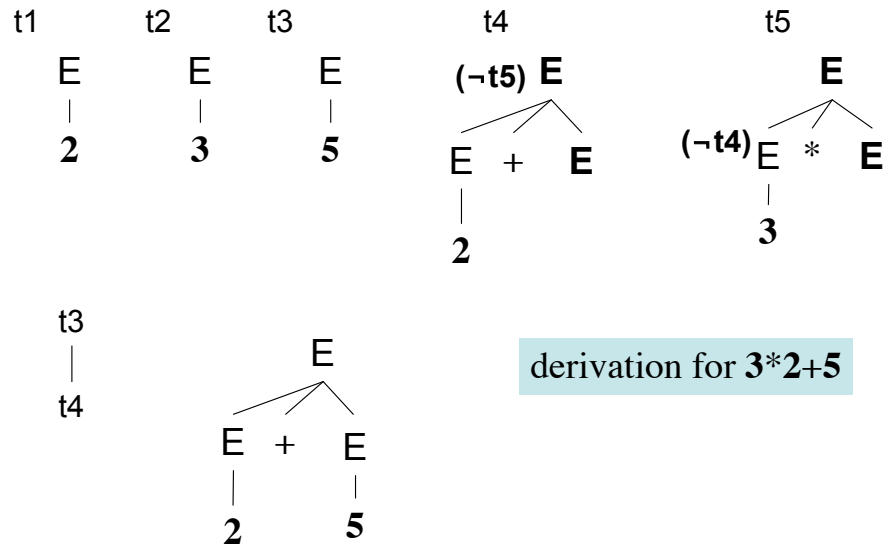 t1 t2 t3 t4 t5
E E E (¬t5) E E
2 3 5 E + E (¬t4) E * E
2 3
t3
t4
E
E + E
2 5
derivation for 3*2+5